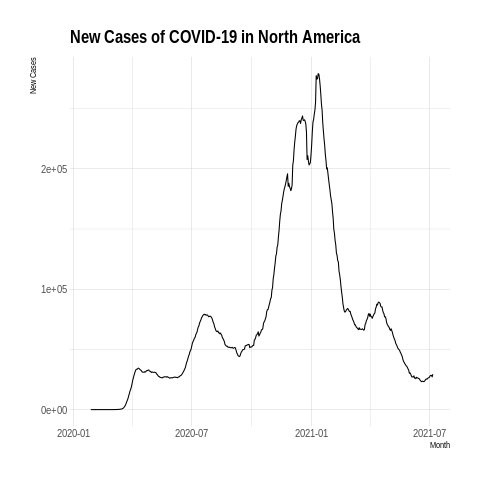 New Cases of COVID-19 in North America
New Cases
2e+05
1e+05
0e+00
2020-01 2020-07 2021-01 2021-07
Month